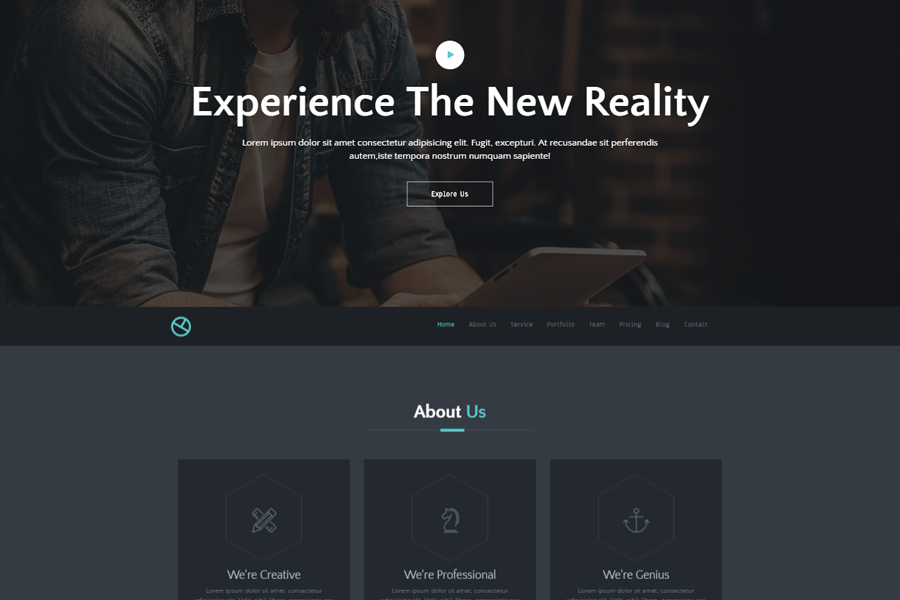 Experience The New Reality
Lorem ipsum dolor sit amet consectetur adipisicing elit. Fugit, excepturi. At recusandae sit perferendis
autem,iste tempora nostrum numquam sapiente!
Explore Us
Home About Us Service Portfolio Team Pricing Blog Contact
About Us
We're Creative We're Professional We're Genius
Lorem ipsum dolor sit amet, consectetur Lorem ipsum dolor sit amet, consectetur Lorem ipsum dolor sit amet, consectetur